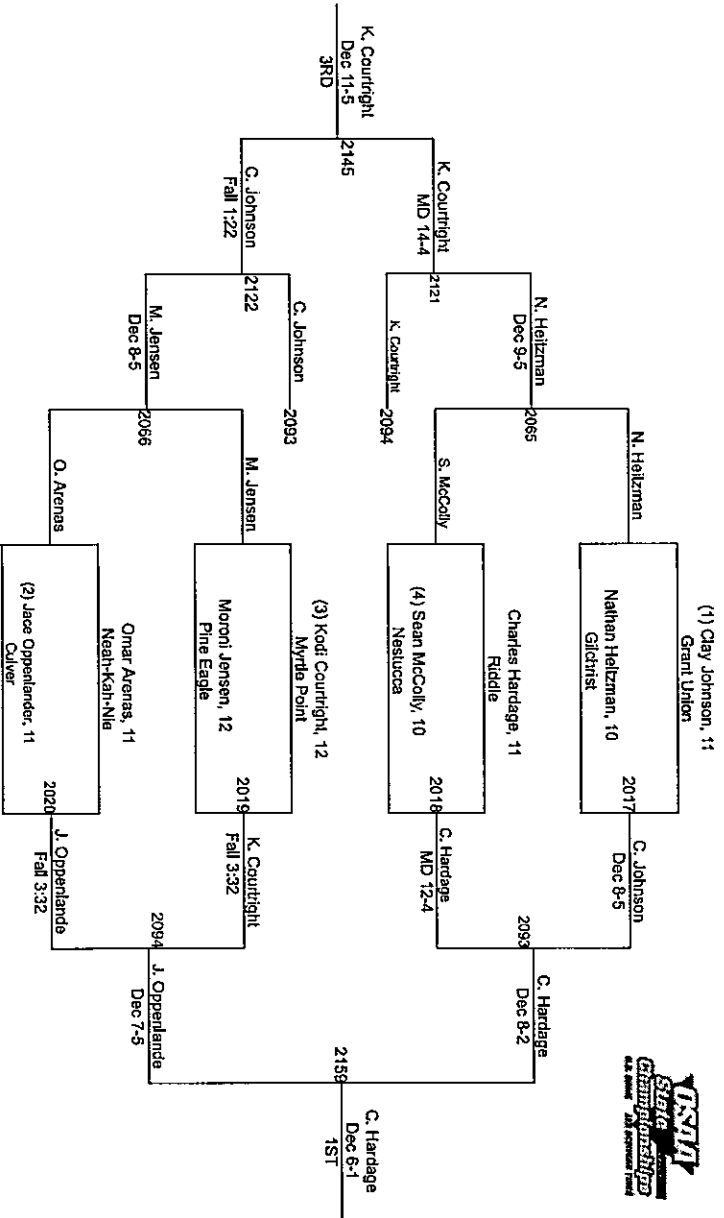 OSAA
State
Championships
(1) Clay Johnson, 11
Grant Union
Nathan Heitzman, 10
Gilchrist
2017
C. Johnson
Dec 8-5
Charles Hardage, 11
Riddle
(4) Sean McColly, 10
Nestucca
2018
C. Hardage
MD 12-4
2093
C. Hardage
Dec 8-2
(3) Kodi Courtright, 12
Myrtle Point
Moroni Jensen, 12
Pine Eagle
2019
K. Courtright
Fall 3:32
Omar Arenas, 11
Neah-Kah-Nie
(2) Jace Oppenlander, 11
Culver
2020
J. Oppenlande
Fall 3:32
2094
J. Oppenlande
Dec 7-5
2159
C. Hardage
Dec 6-1
1ST
N. Heitzman
S. McColly
2065
N. Heitzman
Dec 9-5
K. Courtright
2094
2121
K. Courtright
MD 14-4
M. Jensen
O. Arenas
2066
M. Jensen
Dec 8-5
C. Johnson
2093
2122
C. Johnson
Fall 1:22
2145
K. Courtright
Dec 11-5
3RD